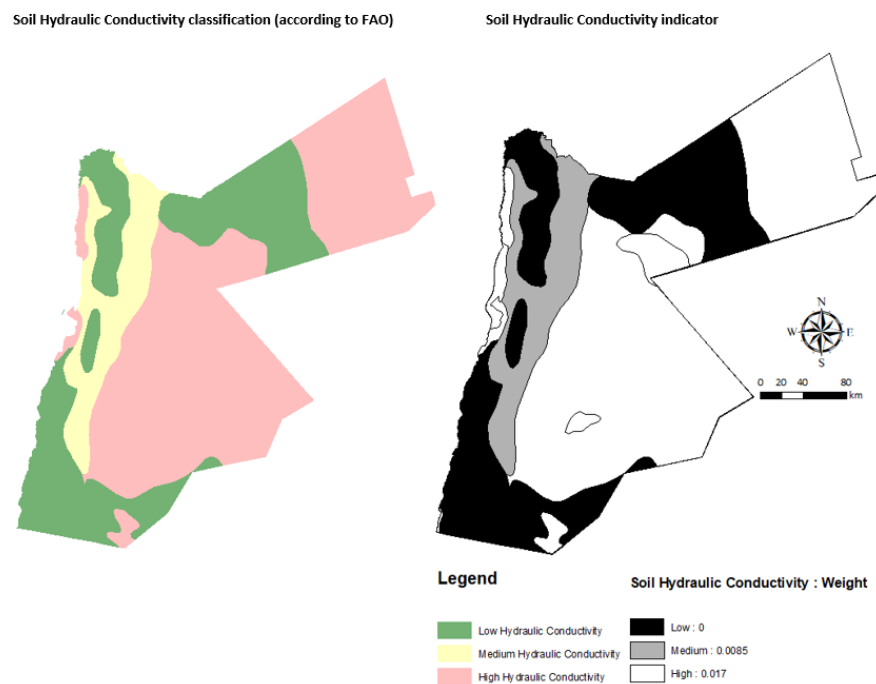 Soil Hydraulic Conductivity classification (according to FAO)
Soil Hydraulic Conductivity indicator
N
W E
S
0 20 40 80
km
Legend
Low Hydraulic Conductivity
Medium Hydraulic Conductivity
High Hydraulic Conductivity
Soil Hydraulic Conductivity : Weight
Low : 0
Medium : 0.0085
High : 0.017